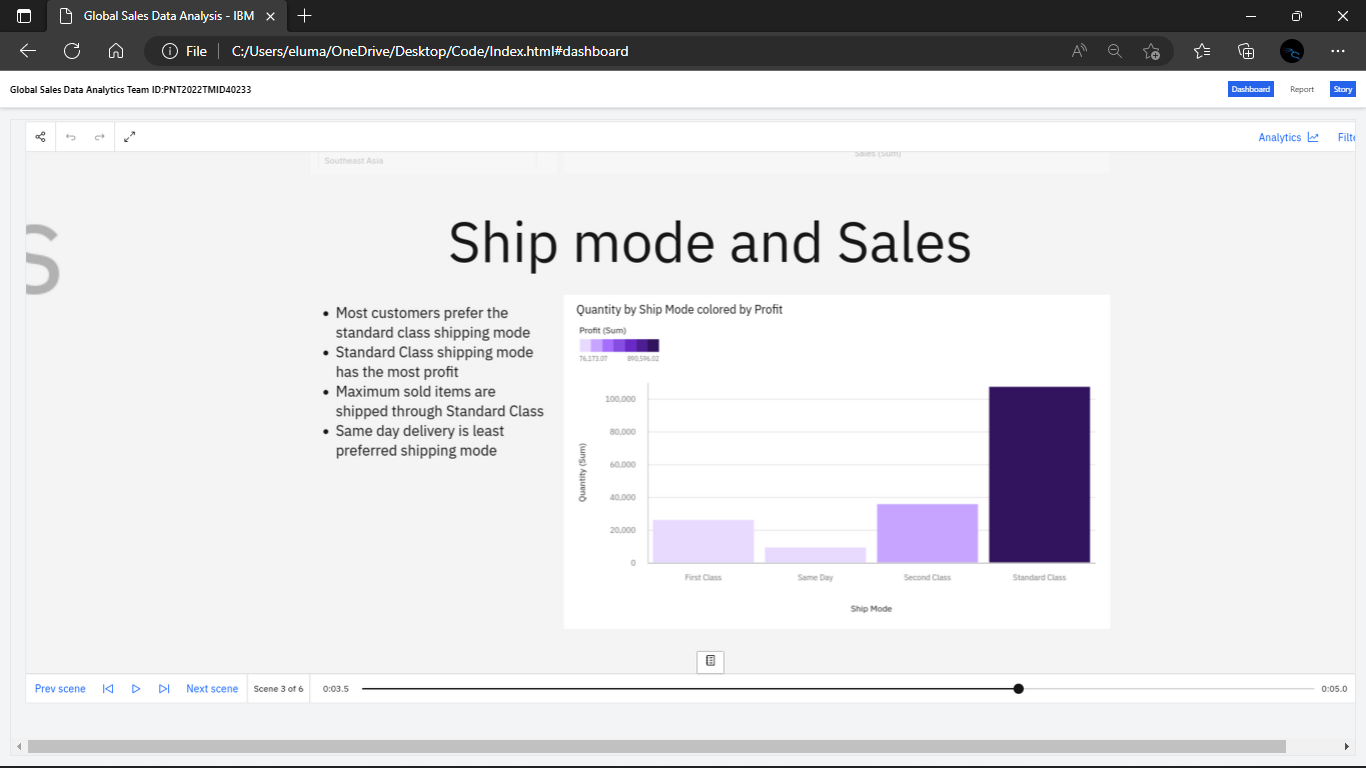 Global Sales Data Analysis - IBM
File
C:/Users/eluma/OneDrive/Desktop/Code/Index.html#dashboard
Global Sales Data Analytics Team ID:PNT2022TMID40233
Dashboard
Report
Story
Analytics
Filte
Southeast Asia
Sales (Sum)
S
Ship mode and Sales
• Most customers prefer the
standard class shipping mode
• Standard Class shipping mode
has the most profit
• Maximum sold items are
shipped through Standard Class
• Same day delivery is least
preferred shipping mode
Quantity by Ship Mode colored by Profit
Profit (Sum)
76,173.07 890,596.02
Quantity (Sum)
100,000
80,000
60,000
40,000
20,000
0
First Class
Same Day
Second Class
Standard Class
Ship Mode
Prev scene
Next scene
Scene 3 of 6
0:03.5
0:05.0